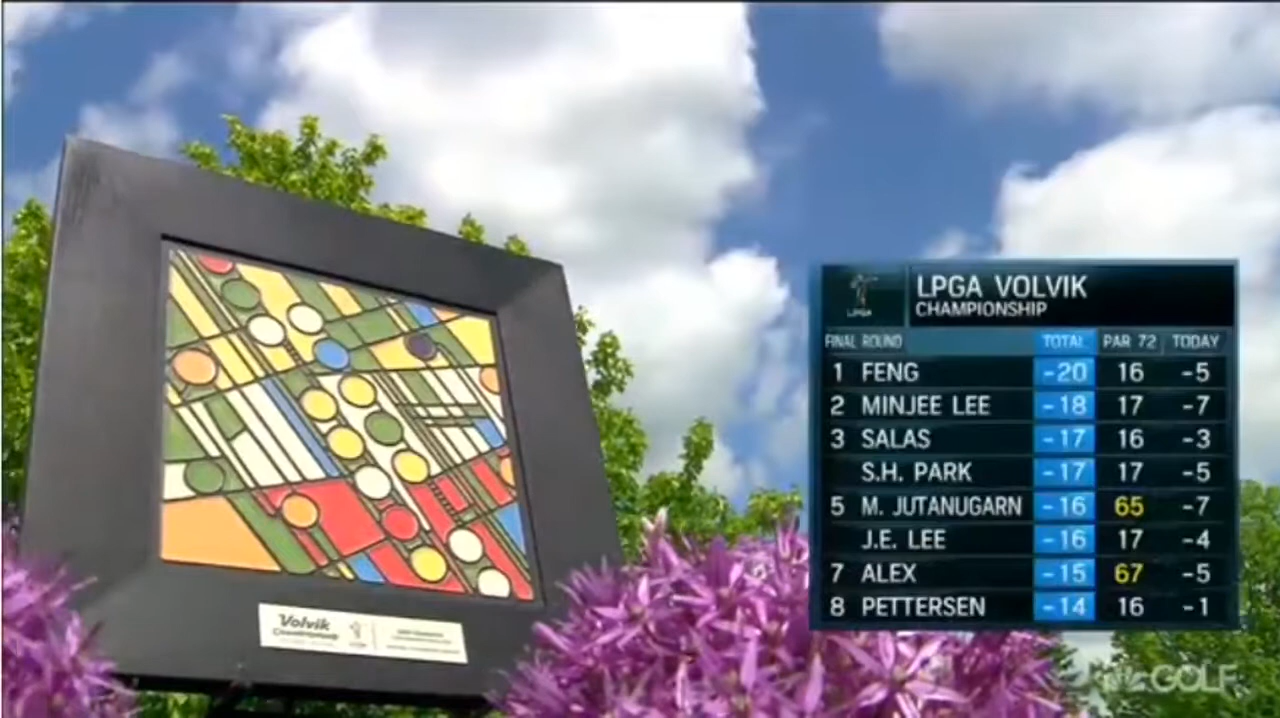 LPGA
LPGA VOLVIK
CHAMPIONSHIP
FINAL ROUND TOTAL PAR 72 TODAY
1 FENG -20 16 -5
2 MINJEE LEE -18 17 -7
3 SALAS -17 16 -3
S.H. PARK -17 17 -5
5 M. JUTANUGARN -16 65 -7
J.E. LEE -16 17 -4
7 ALEX -15 67 -5
8 PETTERSEN -14 16 -1
Volvik
Championship
GOLF